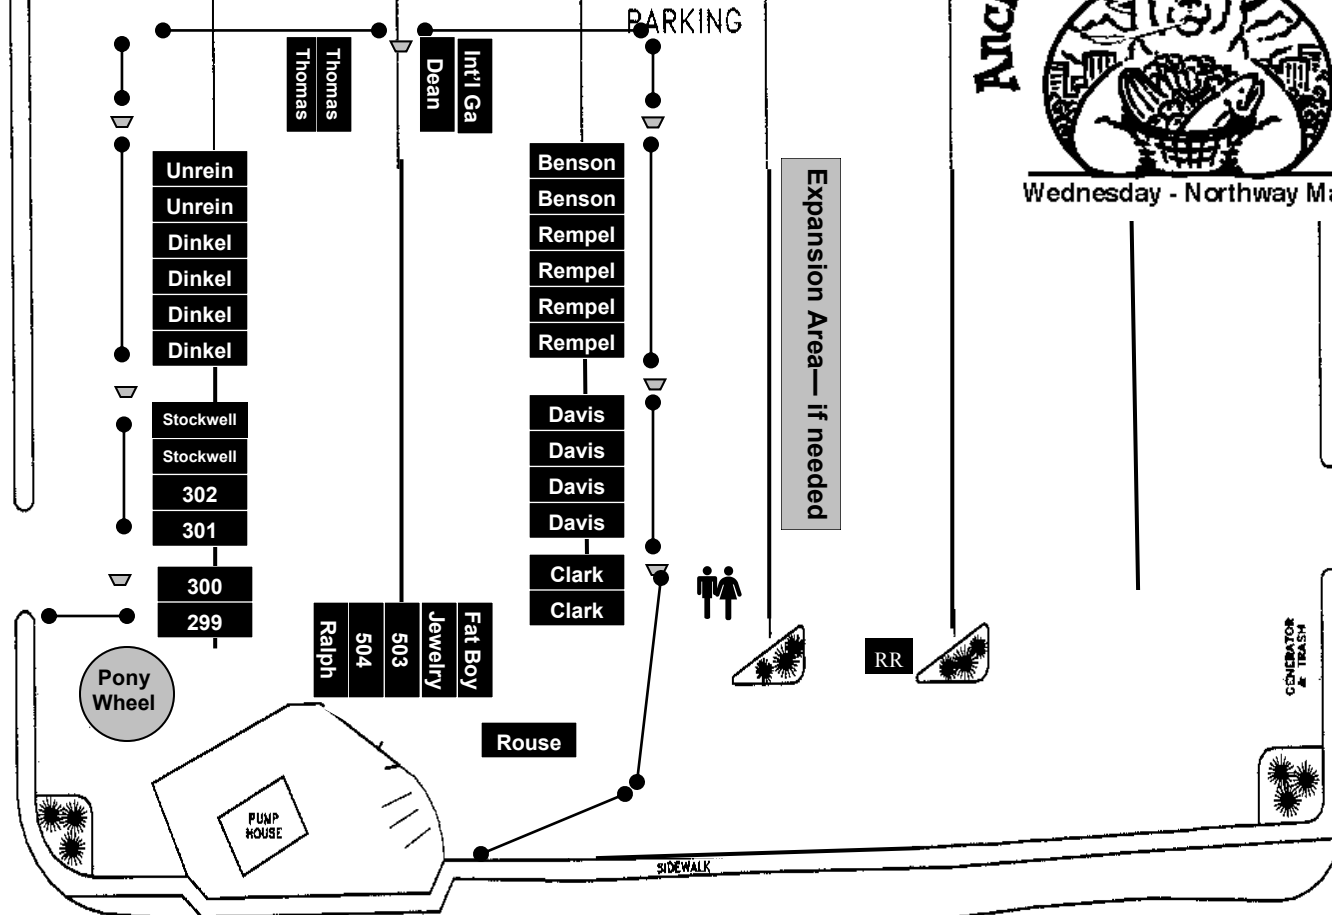 PARKING
Thomas
Thomas
Dean
Int'l Ga
Unrein
Unrein
Dinkel
Dinkel
Dinkel
Dinkel
Stockwell
Stockwell
302
301
300
299
Benson
Benson
Rempel
Rempel
Rempel
Rempel
Davis
Davis
Davis
Davis
Clark
Clark
Expansion Area— if needed
Wednesday - Northway Ma
Ralph
504
503
Jewelry
Fat Boy
Pony
Wheel
Rouse
RR
GENERATOR
& TRASH
PUMP
HOUSE
SIDEWALK